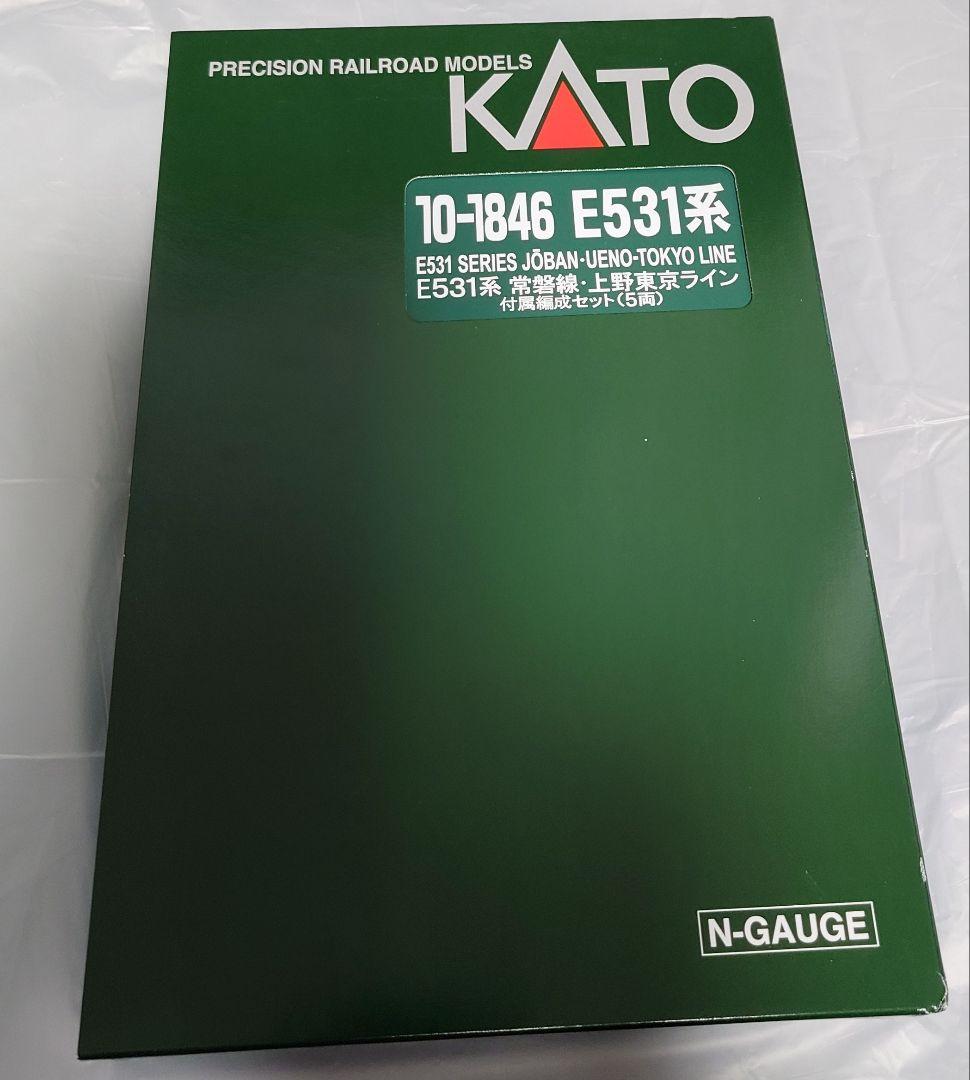 PRECISION RAILROAD MODELS
KATO
10-1846 E531系
E531 SERIES JŌBAN·UENO-TOKYO LINE
E531系 常磐線·上野東京ライン
付属編成セット(5両)
N-GAUGE